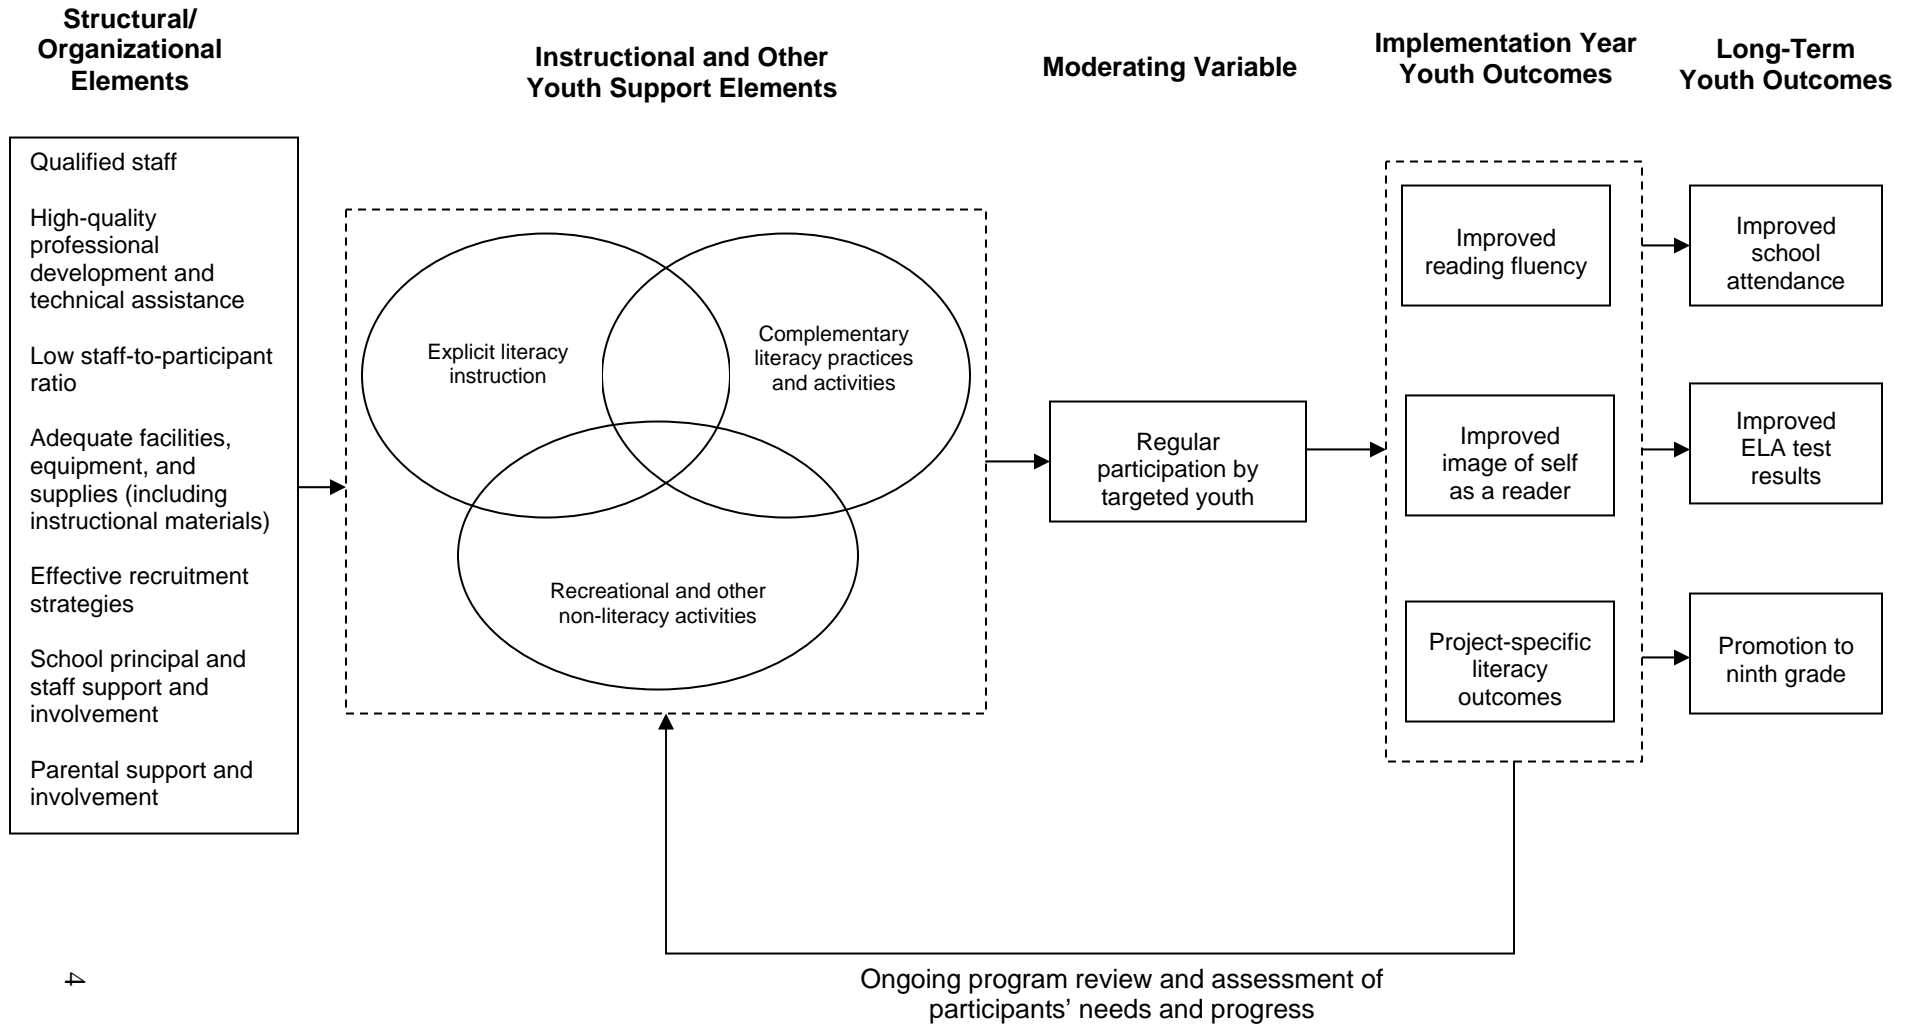 Structural/
Organizational
Elements
Instructional and Other
Youth Support Elements
Moderating Variable
Implementation Year
Youth Outcomes
Long-Term
Youth Outcomes
Qualified staff
High-quality
professional
development and
technical assistance
Low staff-to-participant
ratio
Adequate facilities,
equipment, and
supplies (including
instructional materials)
Effective recruitment
strategies
School principal and
staff support and
involvement
Parental support and
involvement
Explicit literacy
instruction
Complementary
literacy practices
and activities
Recreational and other
non-literacy activities
Regular
participation by
targeted youth
Improved
reading fluency
Improved
image of self
as a reader
Project-specific
literacy
outcomes
Improved
school
attendance
Improved
ELA test
results
Promotion to
ninth grade
Ongoing program review and assessment of
participants’ needs and progress
4